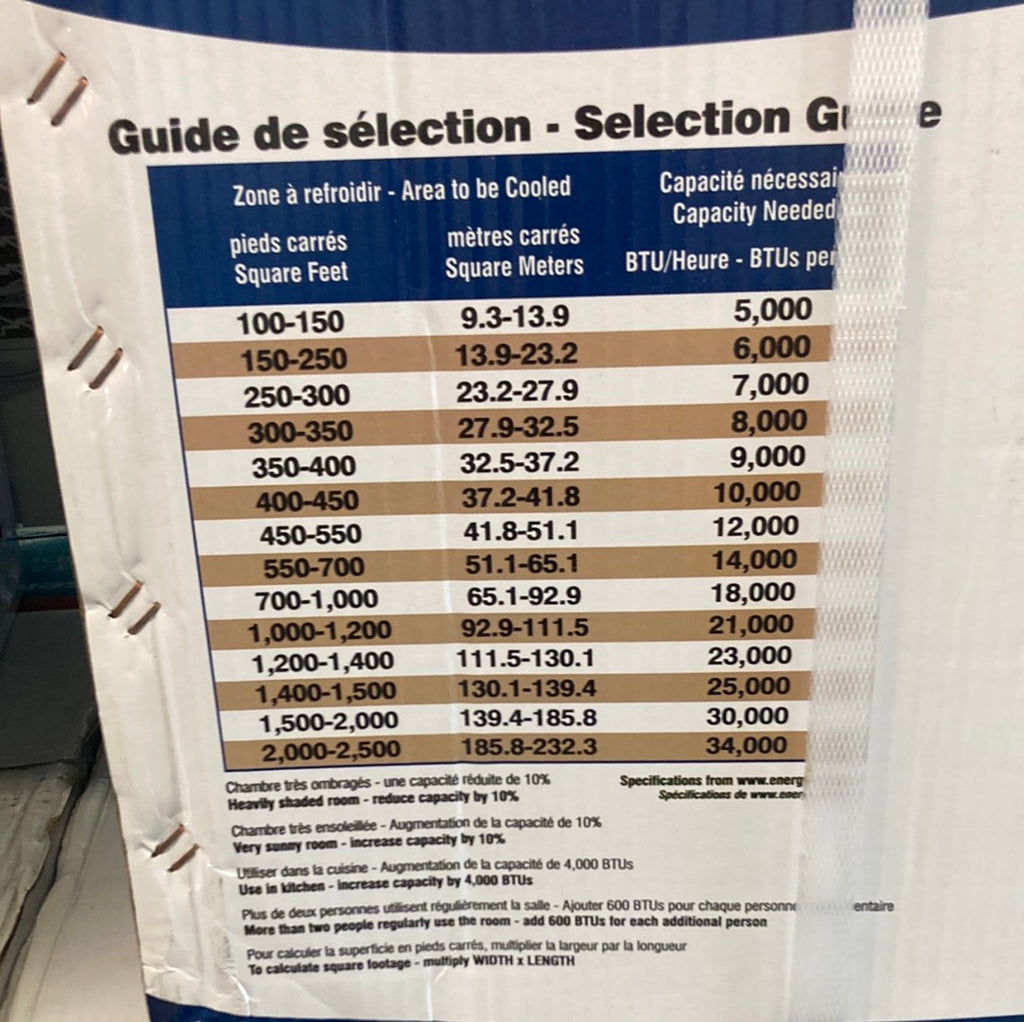 Guide de sélection - Selection
Zone à refroidir - Area to be Cooled
Capacité
Capacity Needed
pieds carrés
Square Feet
mètres carrés
Square Meters
BTU/Heure - BTUs per
100-150 9.3-13.9 5,000
150-250 13.9-23.2 6,000
250-300 23.2-27.9 7,000
300-350 27.9-32.5 8,000
350-400 32.5-37.2 9,000
400-450 37.2-41.8 10,000
450-550 41.8-51.1 12,000
550-700 51.1-65.1 14,000
700-1,000 65.1-92.9 18,000
1,000-1,200 92.9-111.5 21,000
1,200-1,400 111.5-130.1 23,000
1,400-1,500 130.1-139.4 25,000
1,500-2,000 139.4-185.8 30,000
2,000-2,500 185.8-232.3 34,000
Chambre très ombragés - une capacité réduite de 10%
Heavily shaded room - reduce capacity by 10%
Specifications from
Spécifications de
Chambre très ensoleillée - Augmentation de la capacité de 10%
Very sunny room - increase capacity by 10%
Utiliser dans la cuisine - Augmentation de la capacité de 4,000 BTUs
Use in kitchen - increase capacity by 4,000 BTUs
Plus de deux personnes utilisent régulièrement la salle - Ajouter 600 BTUs pour chaque
More than two people regularly use the room - add 600 BTUs for each additional person
Pour calculer la superficie en pieds carrés, multiplier la largeur par la longueur
To calculate square footage - multiply WIDTH x LENGTH